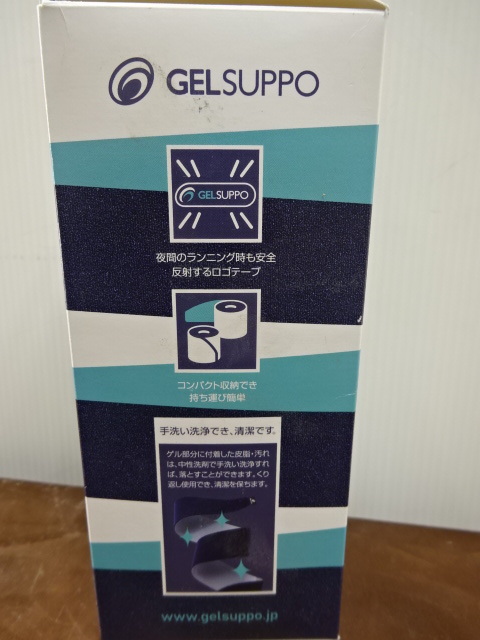 GELSUPPO
GELSUPPO
夜間のランニング時も安全
反射するロゴテープ
コンパクト収納でき
持ち運び簡単
手洗い洗浄でき、清潔です。
ゲル部分に付着した皮脂・汚れ
は、中性洗剤で手洗い洗浄すれ
ば、落とすことができます。くり
返し使用でき、清潔を保ちます。
www.gelsuppo.jp